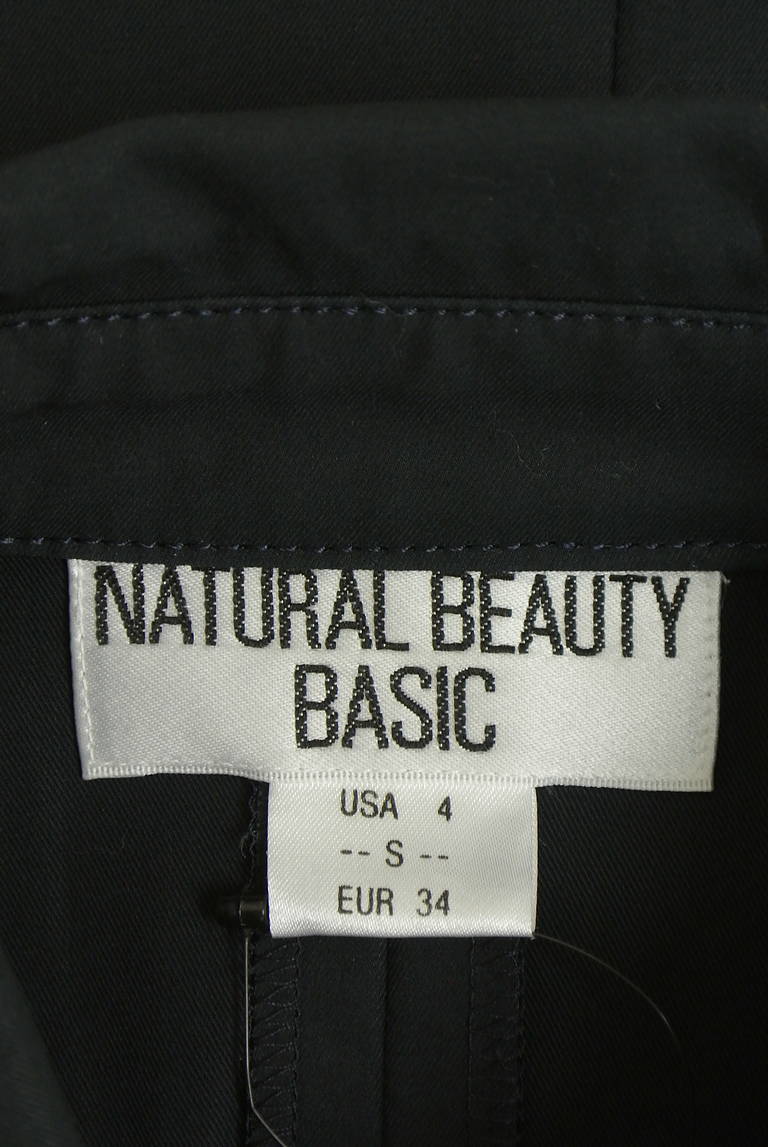 NATURAL BEAUTY
BASIC
USA 4
-- S --
EUR 34